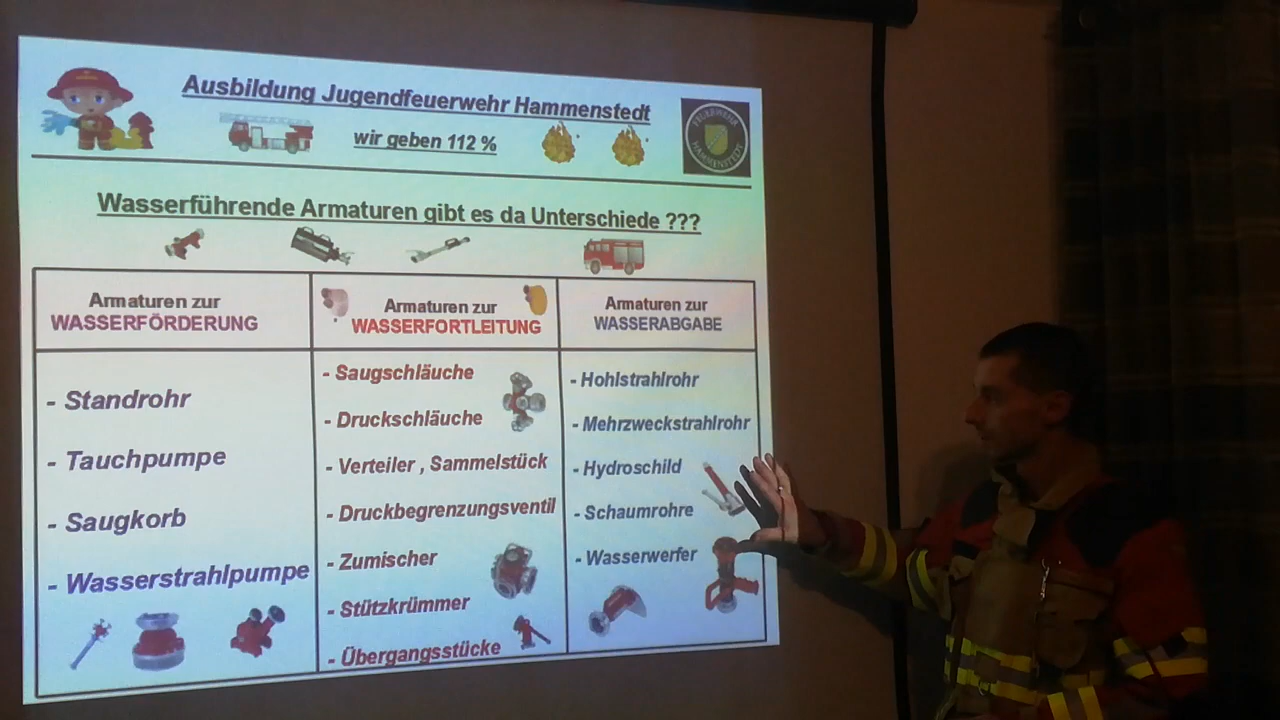 Ausbildung Jugendfeuerwehr Hammenstedt
wir geben 112 %
FEUERWEHR
HAMMENSTEDT
Wasserführende Armaturen gibt es da Unterschiede ???
Armaturen zur
WASSERFÖRDERUNG
- Standrohr
- Tauchpumpe
- Saugkorb
- Wasserstrahlpumpe
Armaturen zur
WASSERFORTLEITUNG
- Saugschläuche
- Druckschläuche
- Verteiler , Sammelstück
- Druckbegrenzungsventil
- Zumischer
- Stützkrümmer
- Übergangsstücke
Armaturen zur
WASSERABGABE
- Hohlstrahlrohr
- Mehrzweckstrahlrohr
- Hydroschild
- Schaumrohre
- Wasserwerfer